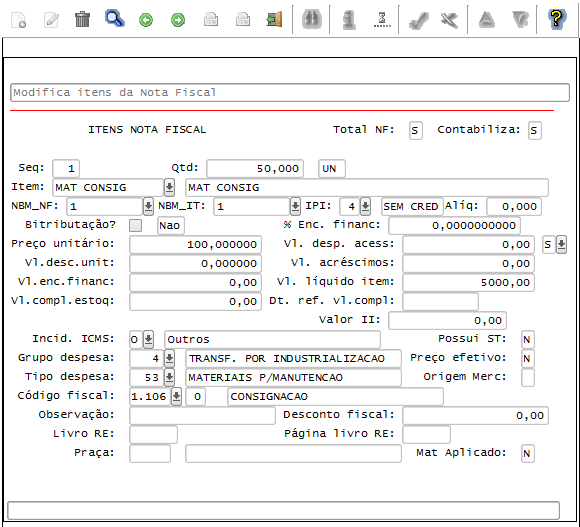 Modifica itens da Nota Fiscal
ITENS NOTA FISCAL Total NF: S Contabiliza: S
Seq: 1 Qtd: 50,000 UN
Item: MAT CONSIG MAT CONSIG
NBM_NF: 1 NBM_IT: 1 IPI: 4 SEM CRED Alíq: 0,000
Bitributação? Nao % Enc. financ: 0,0000000000
Preço unitário: 100,000000 Vl. desp. acess: 0,00 S
Vl.desc.unit: 0,000000 Vl. acréscimos: 0,00
Vl.enc.financ: 0,00 Vl. líquido item: 5000,00
Vl.compl.estoq: 0,00 Dt. ref. vl.compl:
Valor II: 0,00
Incid. ICMS: O Outros Possui ST: N
Grupo despesa: 4 TRANSF. POR INDUSTRIALIZACAO Preço efetivo: N
Tipo despesa: 53 MATERIAIS P/MANUTENCAO Origem Merc:
Código fiscal: 1.106 0 CONSIGNACAO
Observação: Desconto fiscal: 0,00
Livro RE: Página livro RE:
Praça: Mat Aplicado: N